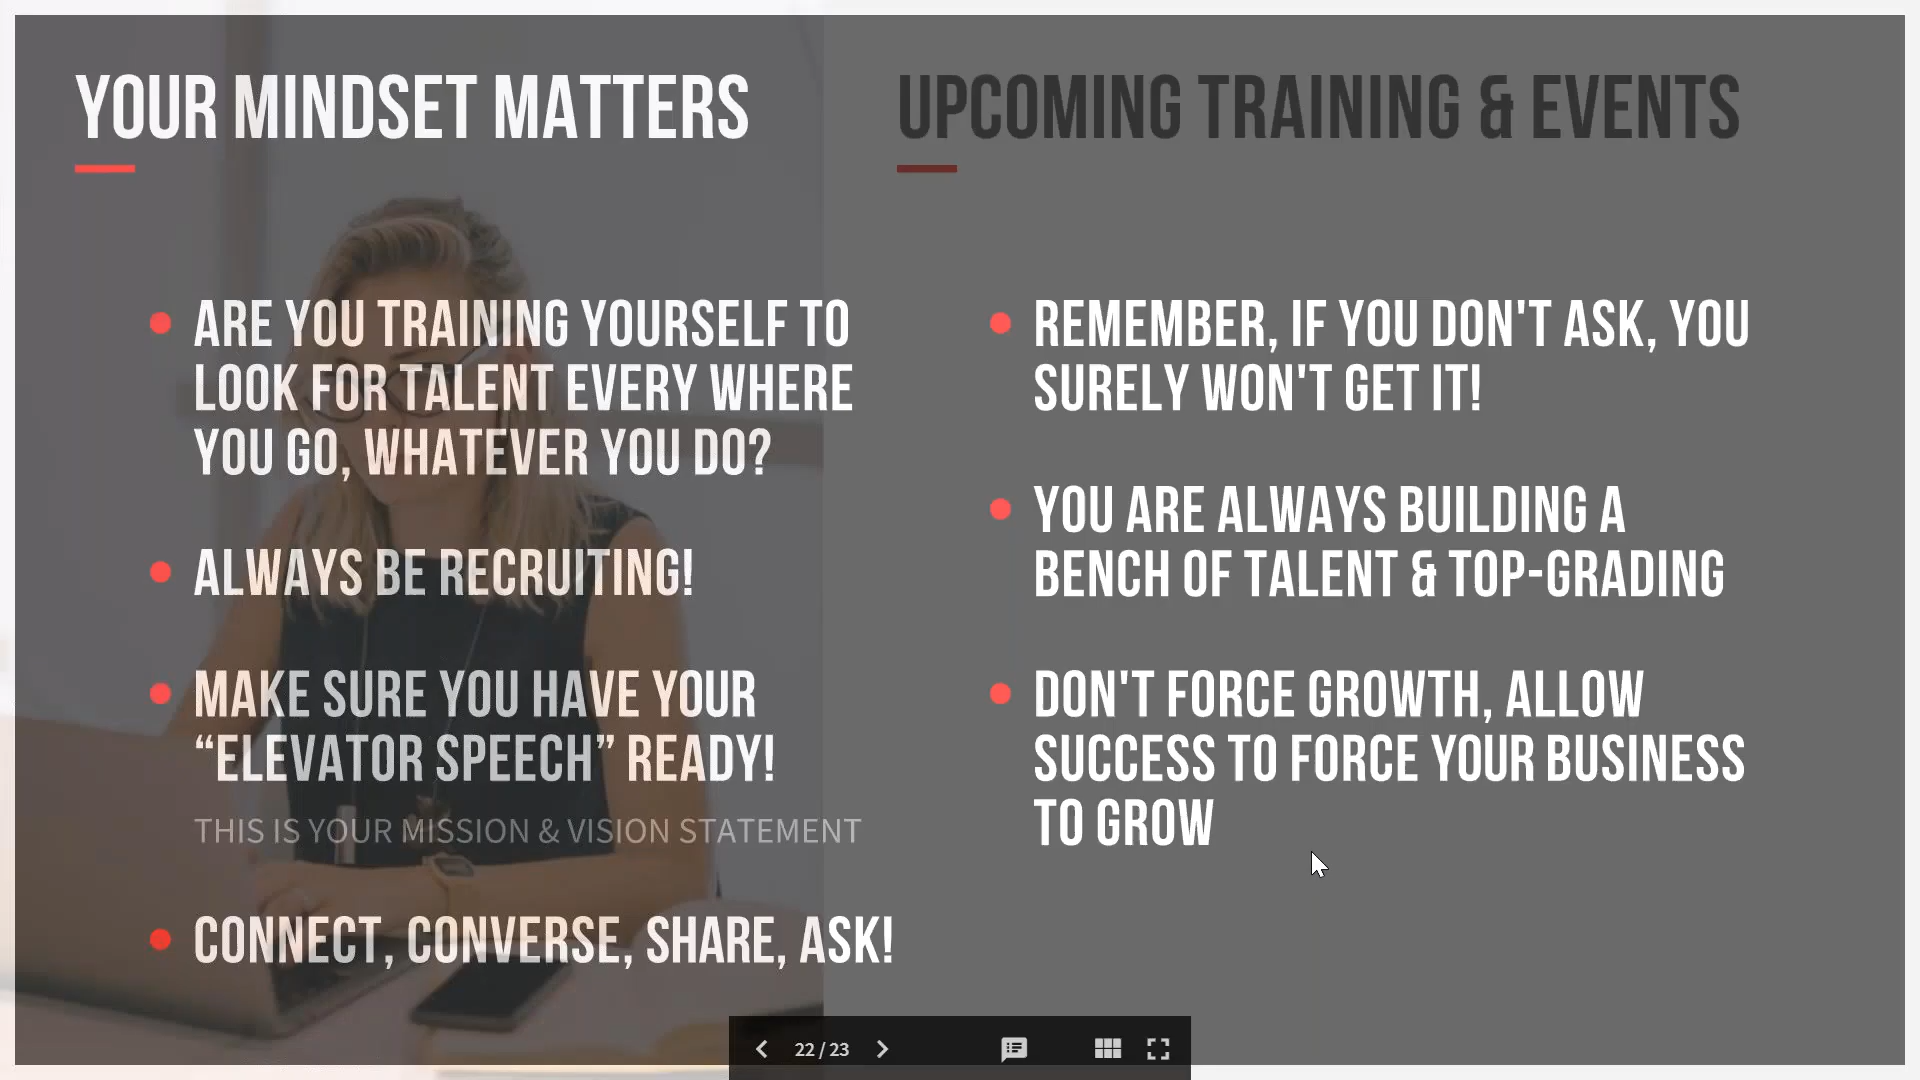 YOUR MINDSET MATTERS
UPCOMING TRAINING & EVENTS
ARE YOU TRAINING YOURSELF TO
LOOK FOR TALENT EVERY WHERE
YOU GO, WHATEVER YOU DO?
ALWAYS BE RECRUITING!
MAKE SURE YOU HAVE YOUR
“ELEVATOR SPEECH” READY!
THIS IS YOUR MISSION & VISION STATEMENT
CONNECT, CONVERSE, SHARE, ASK!
REMEMBER, IF YOU DON'T ASK, YOU
SURELY WON'T GET IT!
YOU ARE ALWAYS BUILDING A
BENCH OF TALENT & TOP-GRADING
DON'T FORCE GROWTH, ALLOW
SUCCESS TO FORCE YOUR BUSINESS
TO GROW
22 / 23